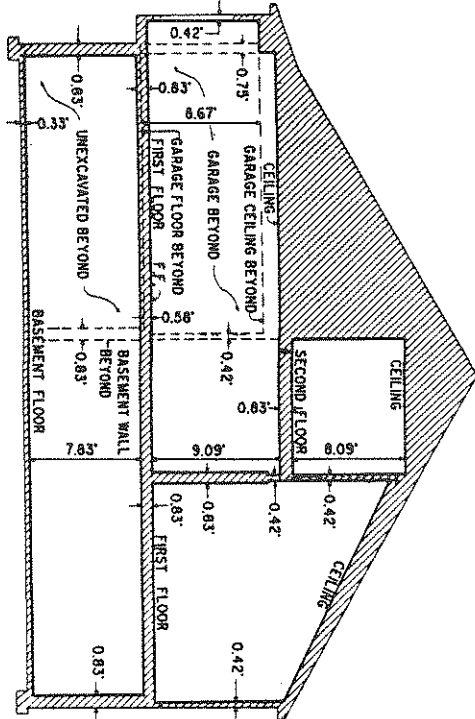 0.42'
0.75'
0.83'
0.83'
8.67'
0.33'
UNEXCAVATED BEYOND
GARAGE BEYOND
GARAGE CEILING BEYOND
CEILING
GARAGE FLOOR BEYOND
FIRST FLOOR F.F.
0.58'
0.42'
0.83'
BASEMENT WALL
BEYOND
BASEMENT FLOOR
CEILING
SECOND FLOOR
0.83'
8.09'
9.09'
7.83'
0.42'
0.42'
0.83'
0.83'
FIRST FLOOR
CEILING
0.42'
0.83'